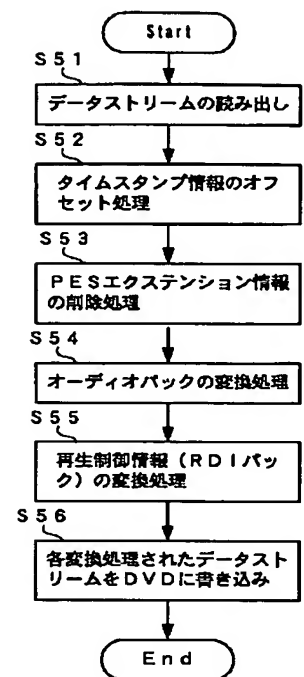 Start
S51
データストリームの読み出し
S52
タイムスタンプ情報のオフ
セット処理
S53
PESエクステンション情報
の削除処理
S54
オーディオパックの変換処理
S55
再生制御情報(RDIパッ
ク)の変換処理
S56
各変換処理されたデータスト
リームをDVDに書き込み
End